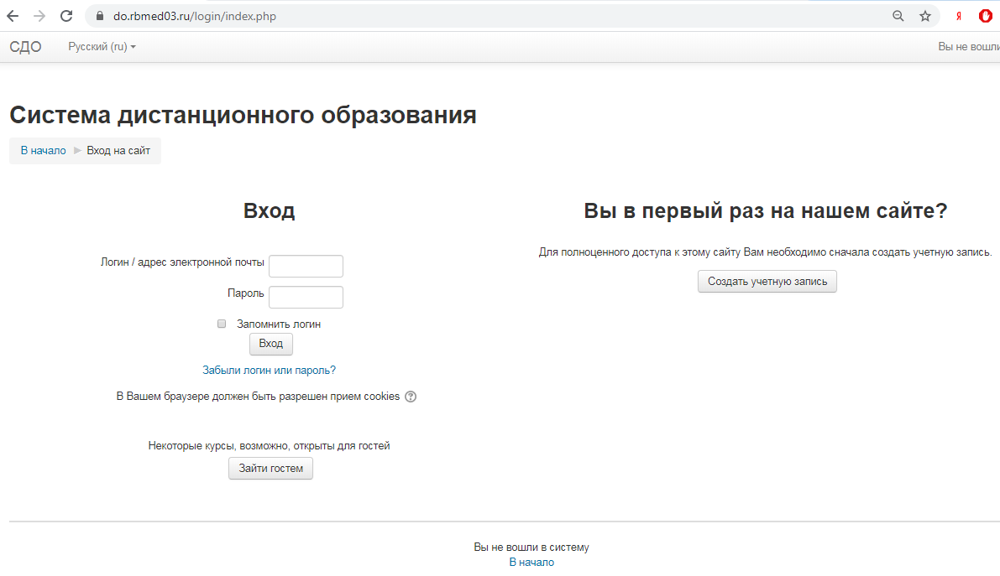 do.rbmed03.ru/login/index.php
Я
СДО Русский (ru) Вы не вошли
Система дистанционного образования
В начало Вход на сайт
Вход
Логин / адрес электронной почты
Пароль
Запомнить логин
Вход
Забыли логин или пароль?
В Вашем браузере должен быть разрешен прием cookies
?
Некоторые курсы, возможно, открыты для гостей
Зайти гостем
Вы в первый раз на нашем сайте?
Для полноценного доступа к этому сайту Вам необходимо сначала создать учетную запись.
Создать учетную запись
Вы не вошли в систему
В начало